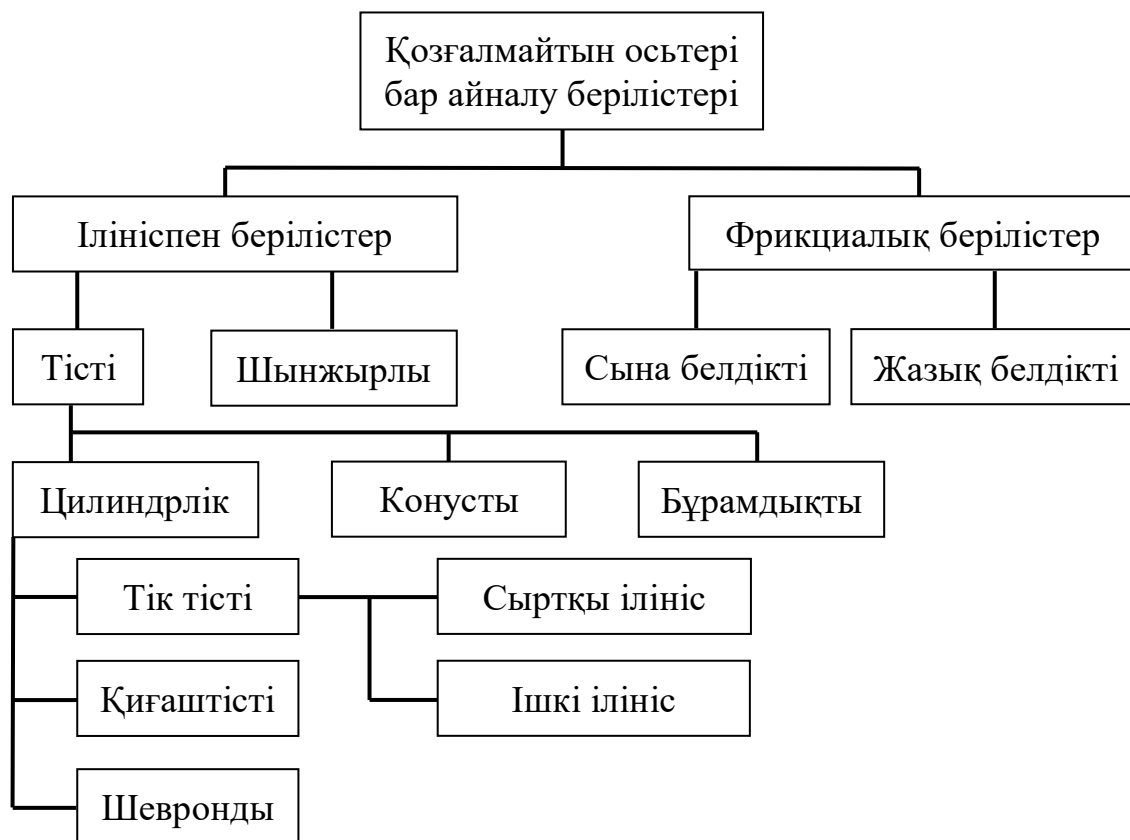 Қозғалмайтын осьтері
бар айналу берілістері
Ілініспен берілістер
Фрикциалық берілістер
Тісті
Шынжырлы
Сына белдікті
Жазық белдікті
Цилиндрлік
Конусты
Бұрамдықты
Тік тісті
Сыртқы ілініс
Қиғаштісті
Ішкі ілініс
Шевронды